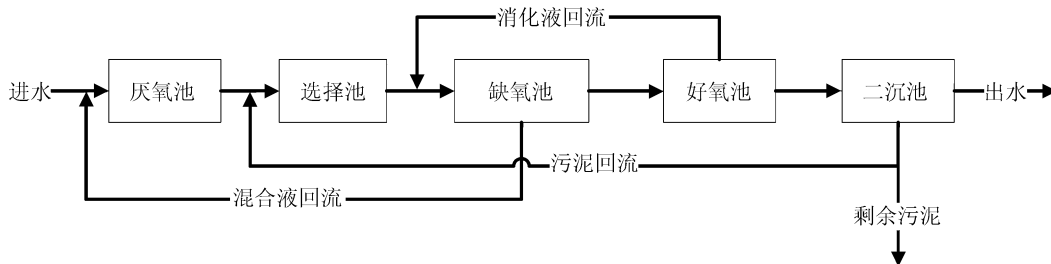 消化液回流
进水
厌氧池
选择池
缺氧池
好氧池
二沉池
出水
污泥回流
混合液回流
剩余污泥